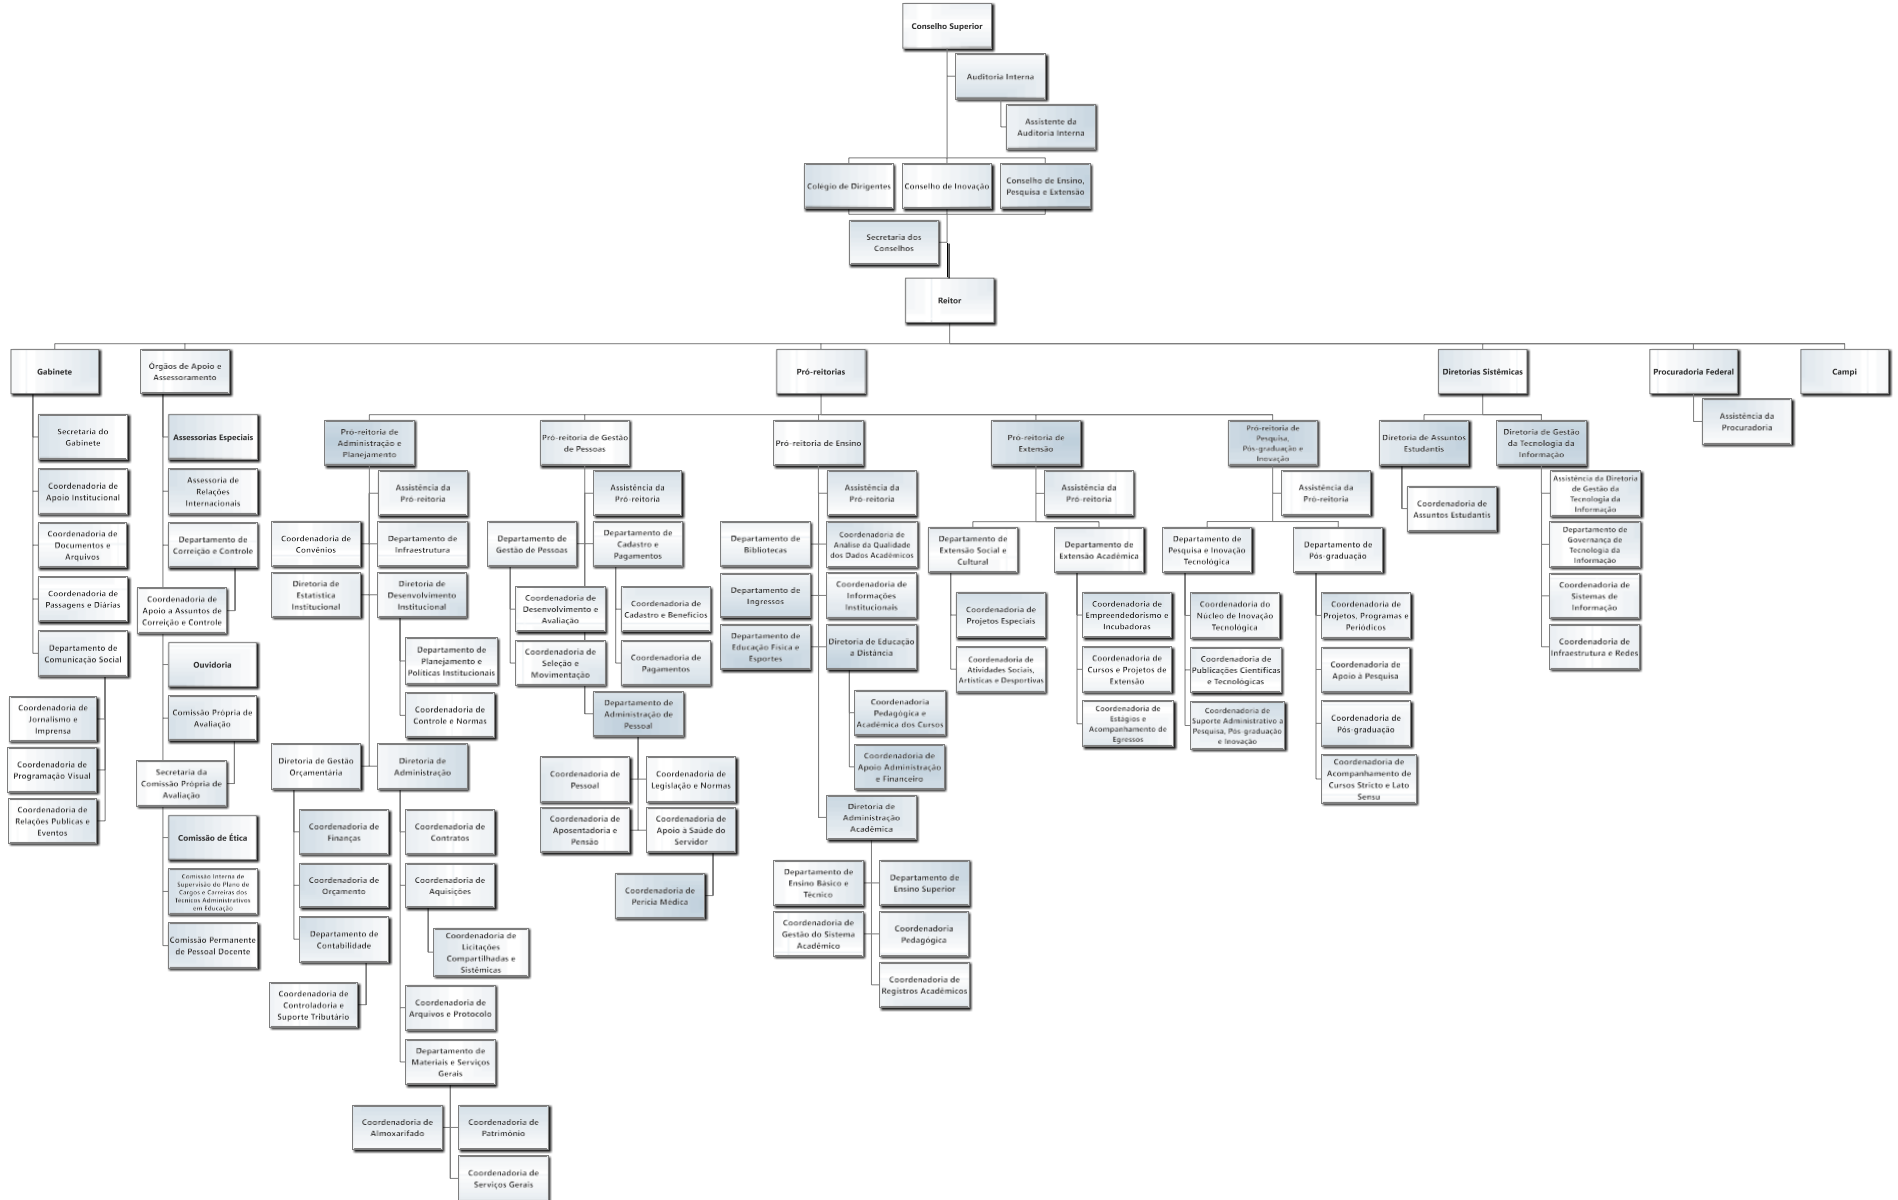 Conselho Superior
Auditoria Interna
Assistente da
Auditoria Interna
Colégio de Dirigentes
Conselho de Inovação
Conselho de Ensino,
Pesquisa e Extensão
Secretaria dos
Conselhos
Reitor
Gabinete
Órgãos de Apoio e
Assessoramento
Pró-reitorias
Diretorias Sistêmicas
Procuradoria Federal
Campi
Secretaria do
Gabinete
Coordenadoria de
Apoio Institucional
Coordenadoria de
Documentos e
Arquivos
Coordenadoria de
Passagens e Diárias
Departamento de
Comunicação Social
Coordenadoria de
Jornalismo e
Imprensa
Coordenadoria de
Programação Visual
Coordenadoria de
Relações Publicas e
Eventos
Assessorias Especiais
Assessoria de
Relações
Internacionais
Departamento de
Correição e Controle
Coordenadoria de
Apoio a Assuntos de
Correição e Controle
Ouvidoria
Comissão Própria de
Avaliação
Secretaria da
Comissão Própria de
Avaliação
Comissão de Ética
Comissão Interna de
Supervisão do Plano de
Cargos e Carreiras dos
Técnicos Administrativos
em Educação
Comissão Permanente
de Pessoal Docente
Pró-reitoria de
Administração e
Planejamento
Assistência da
Pró-reitoria
Coordenadoria de
Convênios
Departamento de
Infraestrutura
Diretoria de
Estatística
Institucional
Diretoria de
Desenvolvimento
Institucional
Departamento de
Planejamento e
Políticas Institucionais
Coordenadoria de
Controle e Normas
Diretoria de Gestão
Orçamentária
Diretoria de
Administração
Coordenadoria de
Finanças
Coordenadoria de
Orçamento
Departamento de
Contabilidade
Coordenadoria de
Controladoria e
Suporte Tributário
Coordenadoria de
Contratos
Coordenadoria de
Aquisições
Coordenadoria de
Licitações
Compartilhadas e
Sistêmicas
Coordenadoria de
Arquivos e Protocolo
Departamento de
Materiais e Serviços
Gerais
Coordenadoria de
Almoxarifado
Coordenadoria de
Patrimônio
Coordenadoria de
Serviços Gerais
Pró-reitoria de Gestão
de Pessoas
Assistência da
Pró-reitoria
Departamento de
Gestão de Pessoas
Departamento de
Cadastro e
Pagamentos
Coordenadoria de
Desenvolvimento e
Avaliação
Coordenadoria de
Seleção e
Movimentação
Coordenadoria de
Cadastro e Benefícios
Coordenadoria de
Pagamentos
Departamento de
Administração de
Pessoal
Coordenadoria de
Pessoal
Coordenadoria de
Legislação e Normas
Coordenadoria de
Aposentadoria e
Pensão
Coordenadoria de
Apoio à Saúde do
Servidor
Coordenadoria de
Perícia Médica
Pró-reitoria de Ensino
Assistência da
Pró-reitoria
Departamento de
Bibliotecas
Coordenadoria de
Análise da Qualidade
dos Dados Acadêmicos
Departamento de
Ingressos
Coordenadoria de
Informações
Institucionais
Departamento de
Educação Física e
Esportes
Diretoria de Educação
a Distância
Coordenadoria
Pedagógica e
Acadêmica dos Cursos
Coordenadoria de
Apoio Administração
e Financeiro
Diretoria de
Administração
Acadêmica
Departamento de
Ensino Básico e
Técnico
Departamento de
Ensino Superior
Coordenadoria de
Gestão do Sistema
Acadêmico
Coordenadoria
Pedagógica
Coordenadoria de
Registros Acadêmicos
Pró-reitoria de
Extensão
Assistência da
Pró-reitoria
Departamento de
Extensão Social e
Cultural
Departamento de
Extensão Acadêmica
Coordenadoria de
Projetos Especiais
Coordenadoria de
Atividades Sociais,
Artísticas e Desportivas
Coordenadoria de
Empreendedorismo e
Incubadoras
Coordenadoria de
Cursos e Projetos de
Extensão
Coordenadoria de
Estágios e
Acompanhamento de
Egressos
Pró-reitoria de
Pesquisa,
Pós-graduação e
Inovação
Assistência da
Pró-reitoria
Departamento de
Pesquisa e Inovação
Tecnológica
Departamento de
Pós-graduação
Coordenadoria do
Núcleo de Inovação
Tecnológica
Coordenadoria de
Publicações Científicas
e Tecnológicas
Coordenadoria de
Suporte Administrativo à
Pesquisa, Pós-graduação
e Inovação
Coordenadoria de
Projetos, Programas e
Periódicos
Coordenadoria de
Apoio à Pesquisa
Coordenadoria de
Pós-graduação
Coordenadoria de
Acompanhamento de
Cursos Stricto e Lato
Sensu
Diretoria de Assuntos
Estudantis
Coordenadoria de
Assuntos Estudantis
Diretoria de Gestão
da Tecnologia da
Informação
Assistência da Diretoria
de Gestão da
Tecnologia da
Informação
Departamento de
Governança de
Tecnologia da
Informação
Coordenadoria de
Sistemas de
Informação
Coordenadoria de
Infraestrutura e Redes
Assistência da
Procuradoria